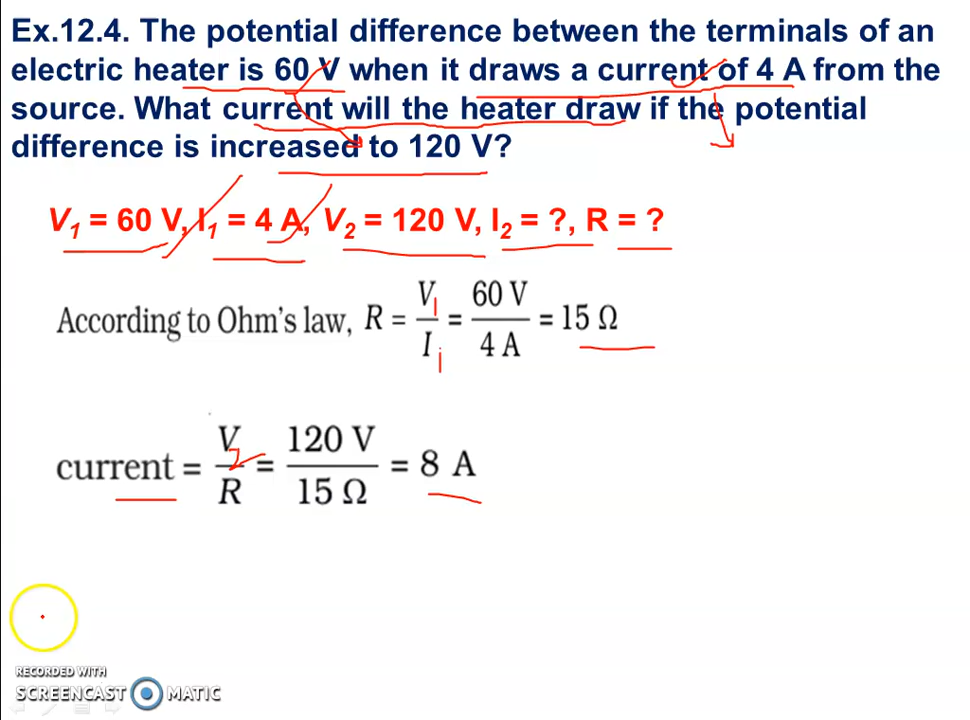 Ex.12.4. The potential difference between the terminals of an
electric heater is 60 V when it draws a current of 4 A from the
source. What current will the heater draw if the potential
difference is increased to 120 V?
V₁ = 60 V, I₁ = 4 A, V₂ = 120 V, I₂ = ?, R = ?
According to Ohm's law, R = V₁/I₁ = 60 V/4 A = 15 Ω
current = V₂/R = 120 V/15 Ω = 8 A
RECORDED WITH
SCREENCAST MATIC